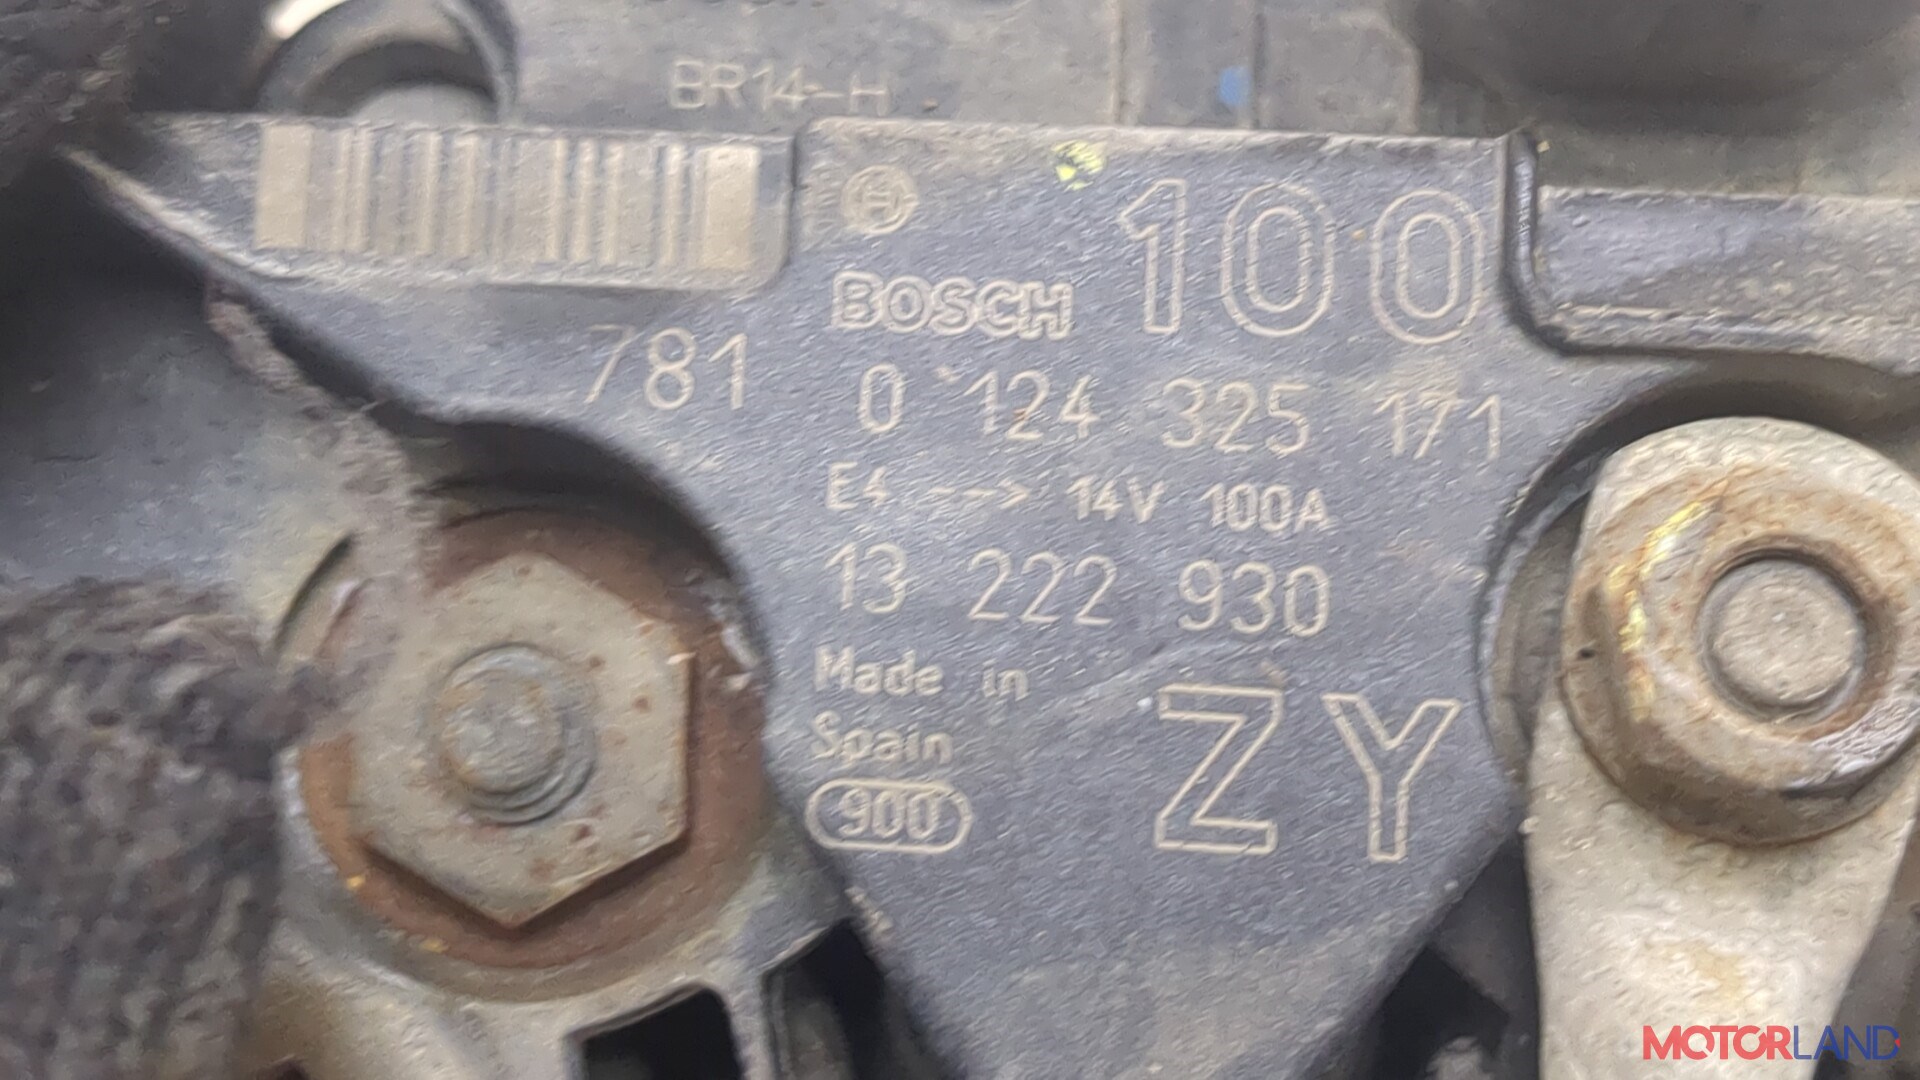 BR14-H
BOSCH 100
781
0 124 325 171
E4 --> 14V 100A
13 222 930
Made in
Spain
ZY
900
MOTORLAND